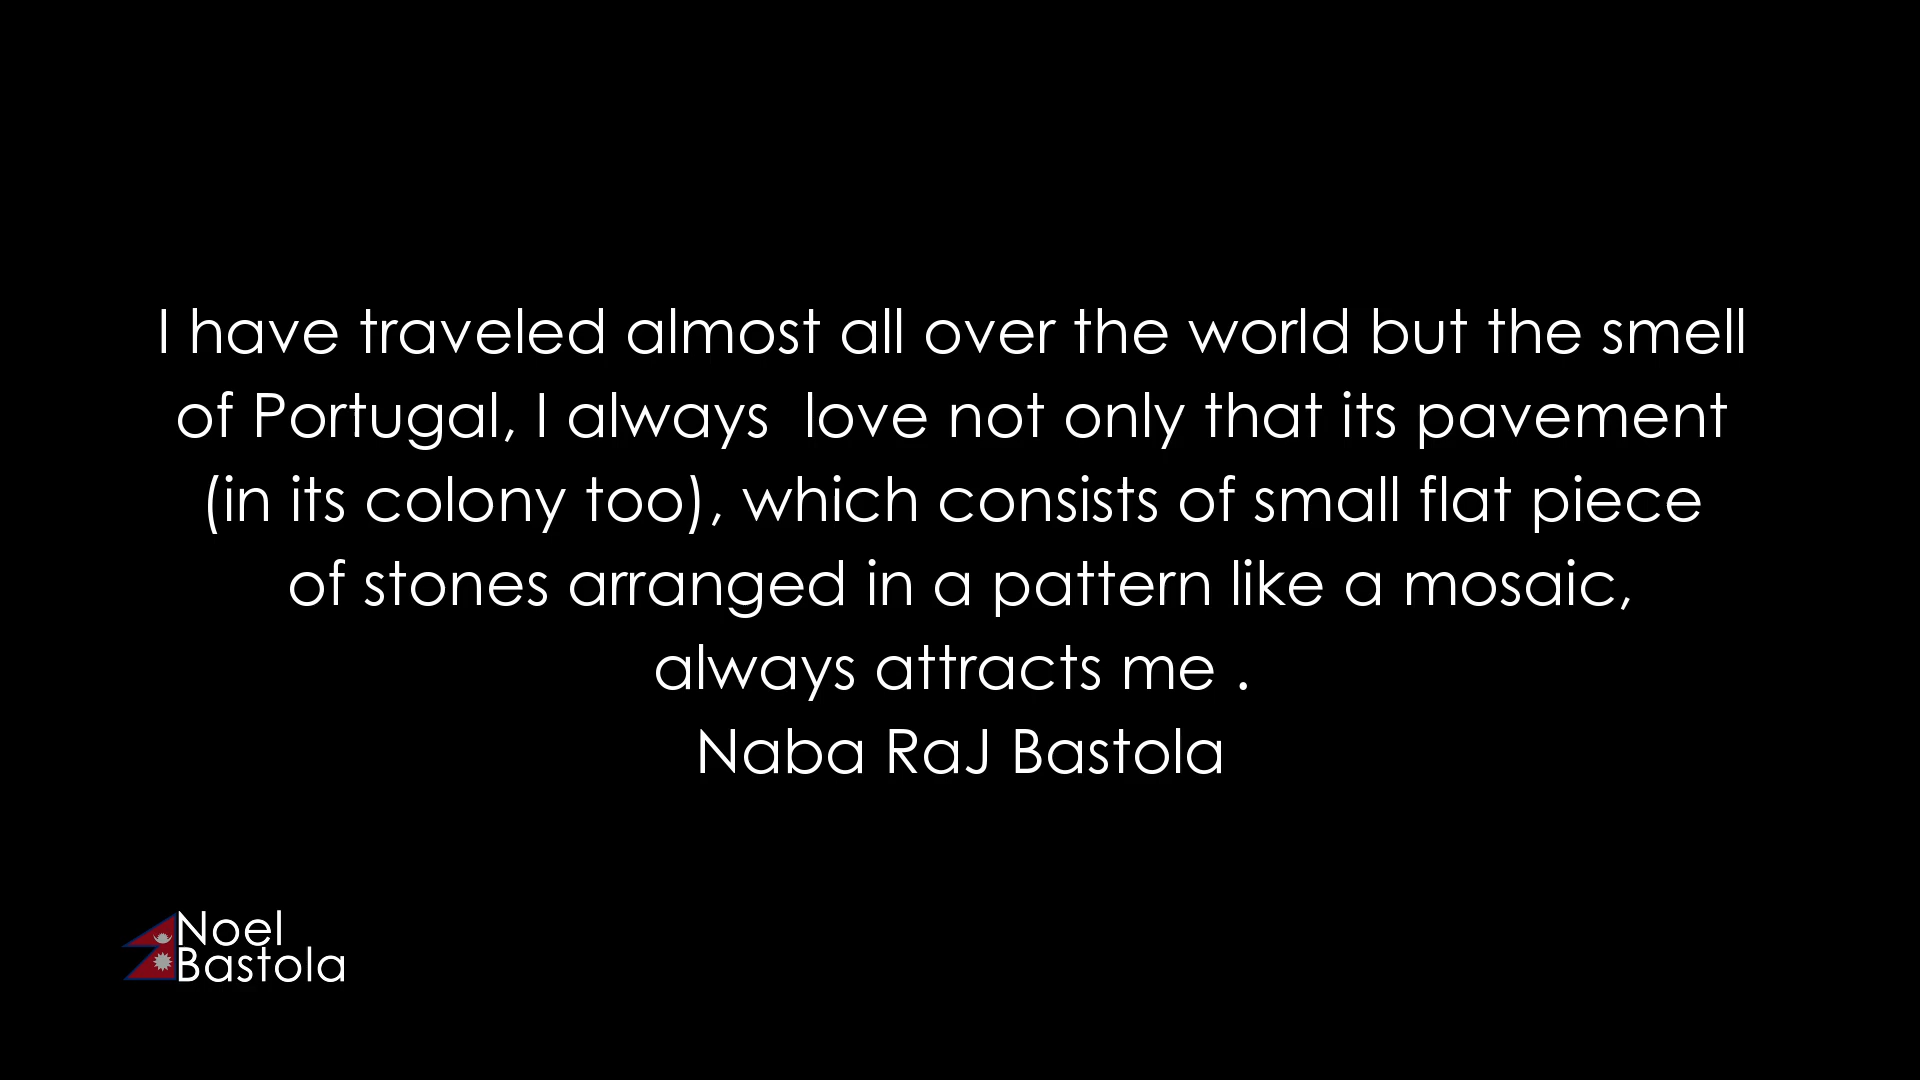 I have traveled almost all over the world but the smell
of Portugal, I always  love not only that its pavement
(in its colony too), which consists of small flat piece
of stones arranged in a pattern like a mosaic,
always attracts me .
Naba RaJ Bastola
Noel
Bastola